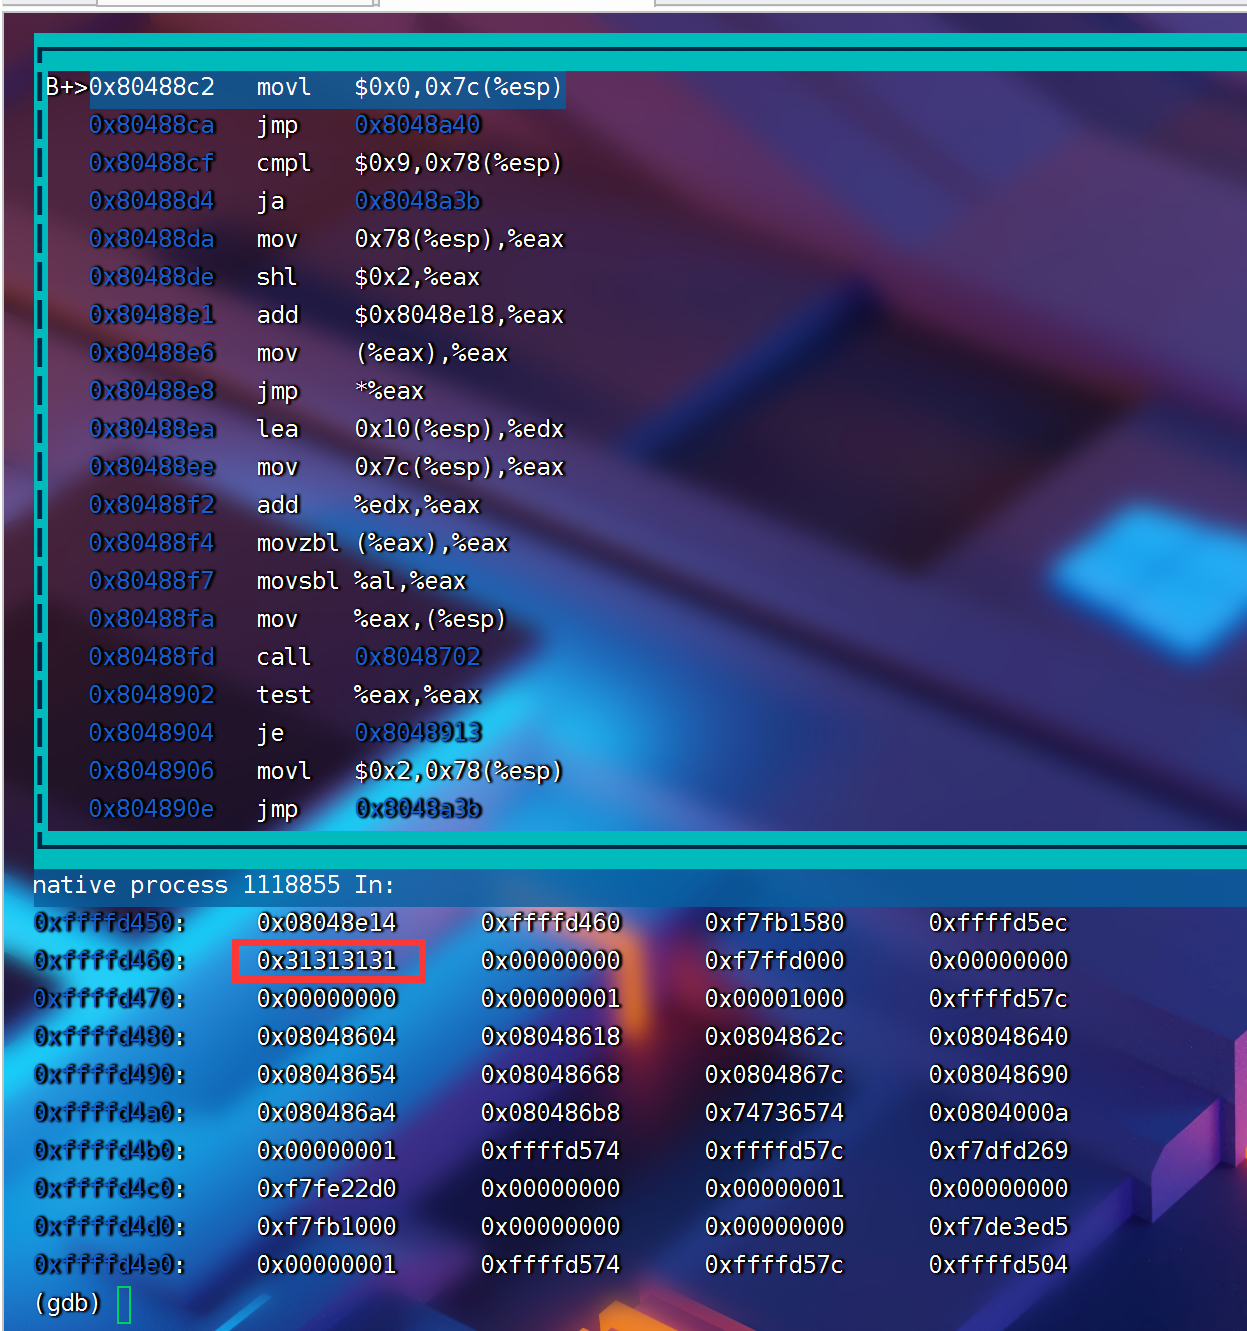 B+>0x80488c2 movl $0x0,0x7c(%esp)
0x80488ca jmp 0x8048a40
0x80488cf cmpl $0x9,0x78(%esp)
0x80488d4 ja 0x8048a3b
0x80488da mov 0x78(%esp),%eax
0x80488de shl $0x2,%eax
0x80488e1 add $0x8048e18,%eax
0x80488e6 mov (%eax),%eax
0x80488e8 jmp *%eax
0x80488ea lea 0x10(%esp),%edx
0x80488ee mov 0x7c(%esp),%eax
0x80488f2 add %edx,%eax
0x80488f4 movzbl (%eax),%eax
0x80488f7 movsbl %al,%eax
0x80488fa mov %eax,(%esp)
0x80488fd call 0x8048702
0x8048902 test %eax,%eax
0x8048904 je 0x8048913
0x8048906 movl $0x2,0x78(%esp)
0x804890e jmp 0x8048a3b
native process 1118855 In:
0xffffd450: 0x08048e14 0xffffd460 0xf7fb1580 0xffffd5ec
0xffffd460: 0x31313131 0x00000000 0xf7ffd000 0x00000000
0xffffd470: 0x00000000 0x00000001 0x00001000 0xffffd57c
0xffffd480: 0x08048604 0x08048618 0x0804862c 0x08048640
0xffffd490: 0x08048654 0x08048668 0x0804867c 0x08048690
0xffffd4a0: 0x080486a4 0x080486b8 0x74736574 0x0804000a
0xffffd4b0: 0x00000001 0xffffd574 0xffffd57c 0xf7dfd269
0xffffd4c0: 0xf7fe22d0 0x00000000 0x00000001 0x00000000
0xffffd4d0: 0xf7fb1000 0x00000000 0x00000000 0xf7de3ed5
0xffffd4e0: 0x00000001 0xffffd574 0xffffd57c 0xffffd504
(gdb)